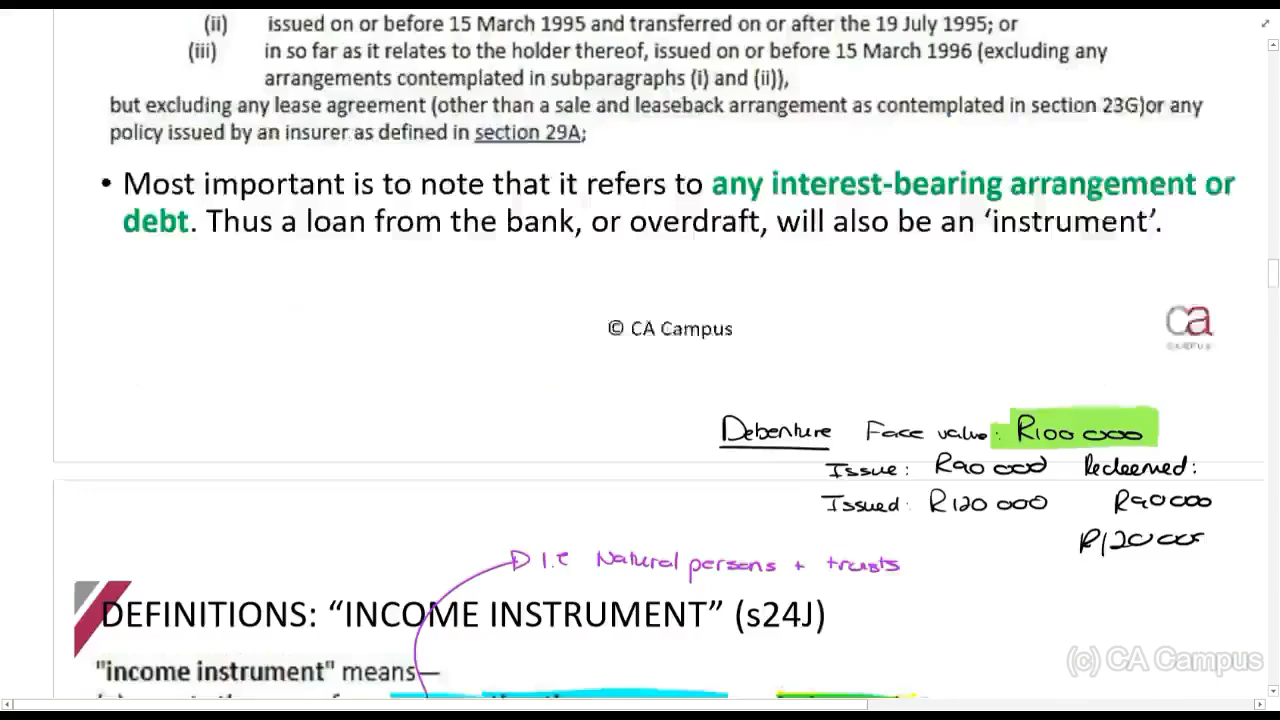 (ii) issued on or before 15 March 1995 and transferred on or after the 19 July 1995; or
(iii) in so far as it relates to the holder thereof, issued on or before 15 March 1996 (excluding any
arrangements contemplated in subparagraphs (i) and (ii)),
but excluding any lease agreement (other than a sale and leaseback arrangement as contemplated in section 23G)or any
policy issued by an insurer as defined in section 29A;
• Most important is to note that it refers to any interest-bearing arrangement or
debt. Thus a loan from the bank, or overdraft, will also be an ‘instrument’.
© CA Campus
ca
CAMPUS
Debenture Face value: R100 000
Issue: R90 000 Redeemed:
Issued: R120 000 R90 000
R120 000
I.e Natural persons + trusts
DEFINITIONS: “INCOME INSTRUMENT” (s24J)
"income instrument" means—
(c) CA Campus